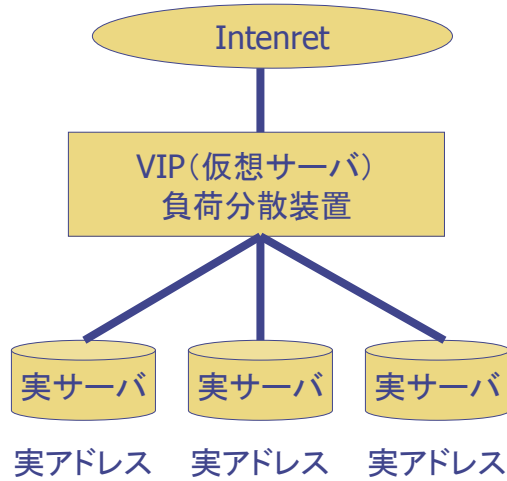 Intenret
VIP(仮想サーバ)
負荷分散装置
実サーバ 実サーバ 実サーバ
実アドレス 実アドレス 実アドレス